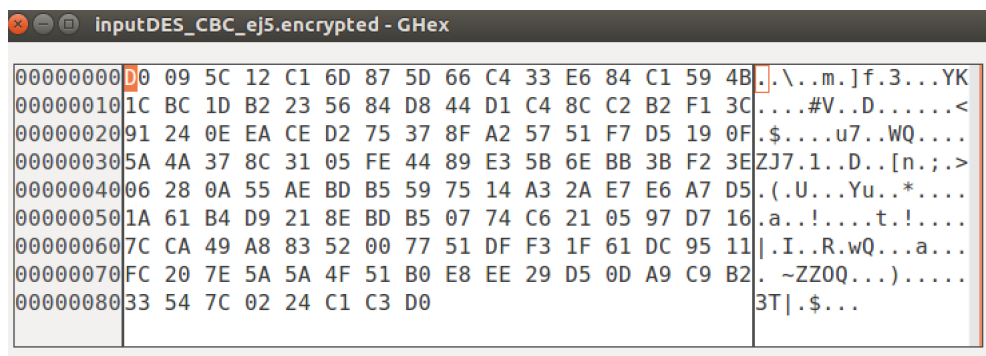 inputDES_CBC_ej5.encrypted - GHex
00000000 D0 09 5C 12 C1 6D 87 5D 66 C4 33 E6 84 C1 59 4B ..\..m.]f.3...YK
00000010 1C BC 1D B2 23 56 84 D8 44 D1 C4 8C C2 B2 F1 3C ....#V..D......<
00000020 91 24 0E EA CE D2 75 37 8F A2 57 51 F7 D5 19 0F .$....u7..WQ....
00000030 5A 4A 37 8C 31 05 FE 44 89 E3 5B 6E BB 3B F2 3E ZJ7.1..D..[n.;.>
00000040 06 28 0A 55 AE BD B5 59 75 14 A3 2A E7 E6 A7 D5 .(.U...Yu..*....
00000050 1A 61 B4 D9 21 8E BD B5 07 74 C6 21 05 97 D7 16 .a..!....t.!....
00000060 7C CA 49 A8 83 52 00 77 51 DF F3 1F 61 DC 95 11 |.I..R.wQ...a...
00000070 FC 20 7E 5A 5A 4F 51 B0 E8 EE 29 D5 0D A9 C9 B2 . ~ZZOQ...).....
00000080 33 54 7C 02 24 C1 C3 D0 3T|.$...